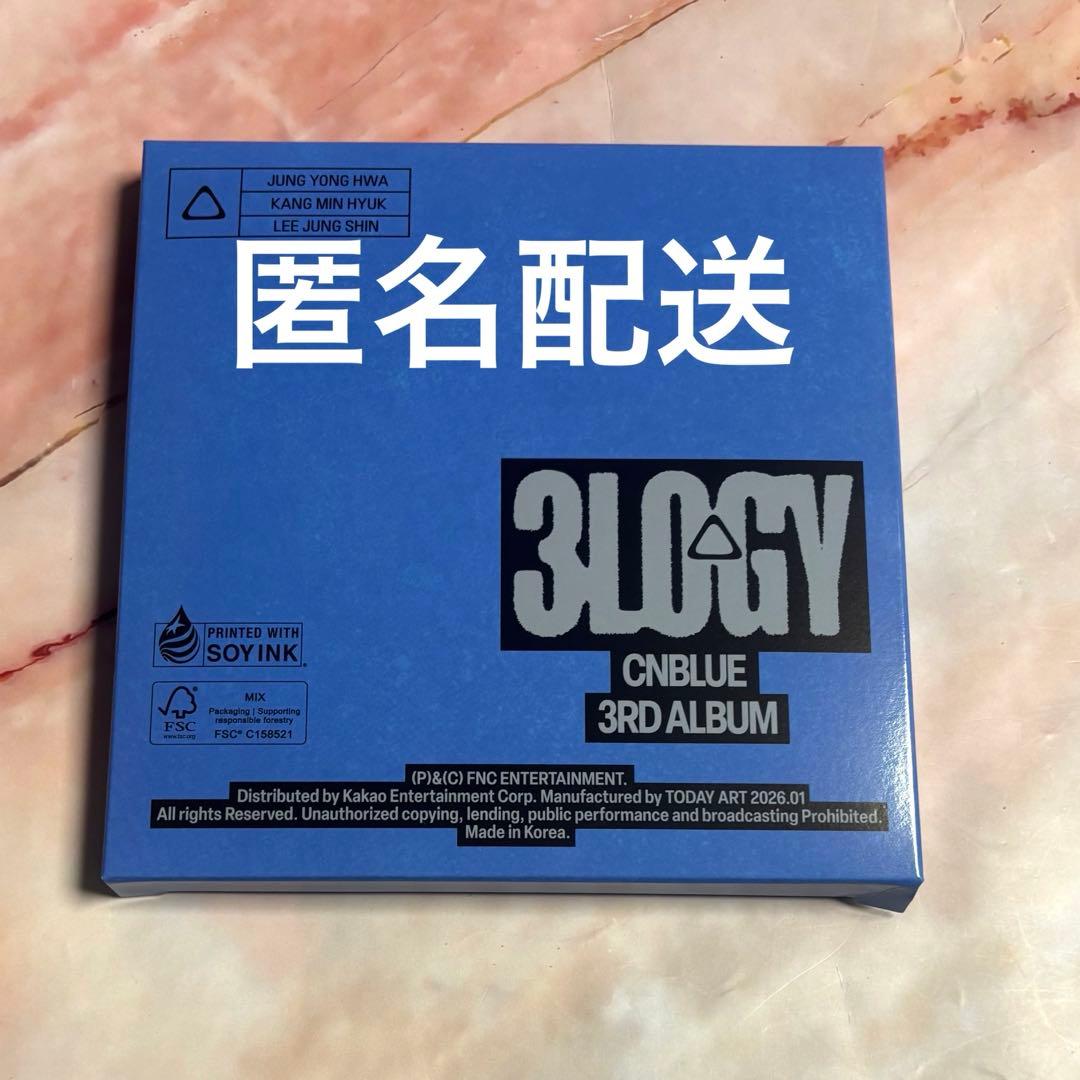 JUNG YONG HWA
KANG MIN HYUK
LEE JUNG SHIN
匿名配送
3LOGY
CNBLUE
3RD ALBUM
PRINTED WITH
SOY INK®
MIX
Packaging | Supporting
responsible forestry
FSC
www.fsc.org
FSC® C158521
(P)&(C) FNC ENTERTAINMENT.
Distributed by Kakao Entertainment Corp. Manufactured by TODAY ART 2026.01
All rights Reserved. Unauthorized copying, lending, public performance and broadcasting Prohibited.
Made in Korea.